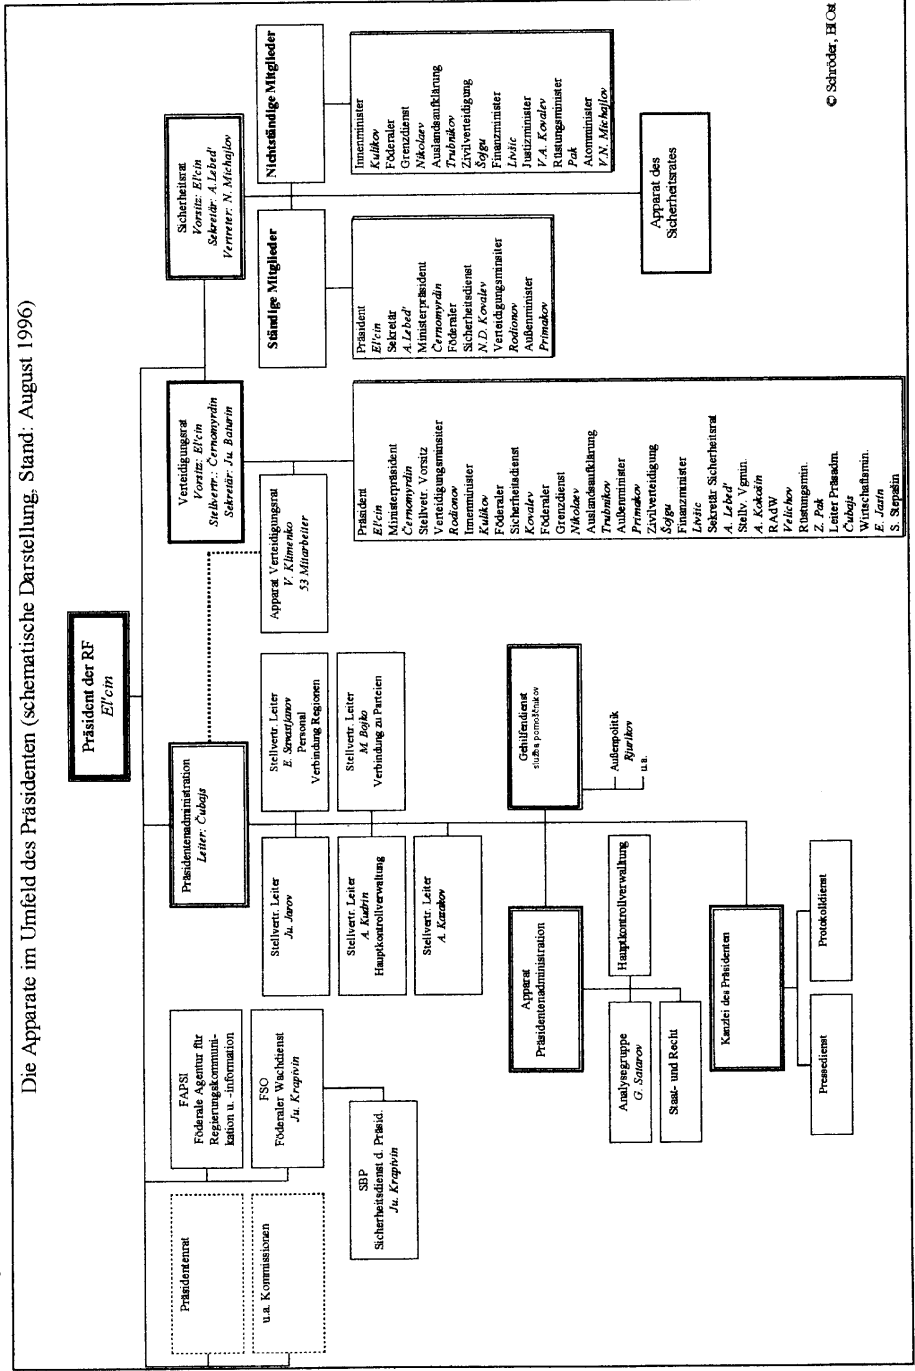 Die Apparate im Umfeld des Präsidenten (schematische Darstellung, Stand: August 1996)
Präsident der RF
El'cin
Präsidentenrat
u.a. Kommissionen
FAPSI
Föderale Agentur für
Regierungskommuni-
kation u. -information
FSO
Föderaler Wachdienst
Ju. Krapivin
SBP
Sicherheitsdienst d. Präsid.
Ju. Krapivin
Präsidentenadministration
Leiter: Čubajs
Stellvertr. Leiter
Ju. Jarov
Stellvertr. Leiter
E. Sevastjanov
Personal
Verbindung Regionen
Stellvertr. Leiter
A. Kudrin
Hauptkontrollverwaltung
Stellvertr. Leiter
M. Bojko
Verbindung zu Parteien
Stellvertr. Leiter
A. Kazakov
Apparat
Präsidentenadministration
Gehilfendienst
služba pomoščnikov
Außenpolitik
Rjurikov
u.a.
Analysegruppe
G. Satarov
Hauptkontrollverwaltung
Staat- und Recht
Kanzlei des Präsidenten
Pressedienst
Protokolldienst
Verteidigungsrat
Vorsitz: El'cin
Stellvertr.: Černomyrdin
Sekretär: Ju. Baturin
Apparat Verteidigungsrat
V. Klimenko
53 Mitarbeiter
Präsident
El'cin
Ministerpräsident
Černomyrdin
Stellvetr. Vorsitz
Verteidigungsminsiter
Rodionov
Innenminister
Kulikov
Föderaler
Sicherheitsdienst
Kovalev
Föderaler
Grenzdienst
Nikolaev
Auslandsaufklärung
Trubnikov
Außenminister
Primakov
Zivilverteidigung
Šojgu
Finanzminister
Livšic
Sekretär Sicherheitsrat
A. Lebed'
Stellv. Vgmin.
A. Kokošin
RAdW
Velichov
Rüstungsmin.
Z. Pak
Leiter Präsadm.
Čubajs
Wirtschaftsmin.
E. Jasin
S. Stepašin
Sicherheitsrat
Vorsitz: El'cin
Sekretär: A.Lebed'
Vertreter: N. Michajlov
Ständige Mitglieder
Nichtständige Mitglieder
Präsident
El'cin
Sekretär
A.Lebed'
Ministerpräsident
Černomyrdin
Föderaler
Sicherheitsdienst
N.D. Kovalev
Verteidigungsminsiter
Rodionov
Außenminister
Primakov
Innenminister
Kulikov
Föderaler
Grenzdienst
Nikolaev
Auslandsaufklärung
Trubnikov
Zivilverteidigung
Šojgu
Finanzminister
Livšic
Justizminister
V.A. Kovalev
Rüstungsminister
Pak
Atomminister
V.N. Michajlov
Apparat des
Sicherheitsrates
© Schröder, BIOst